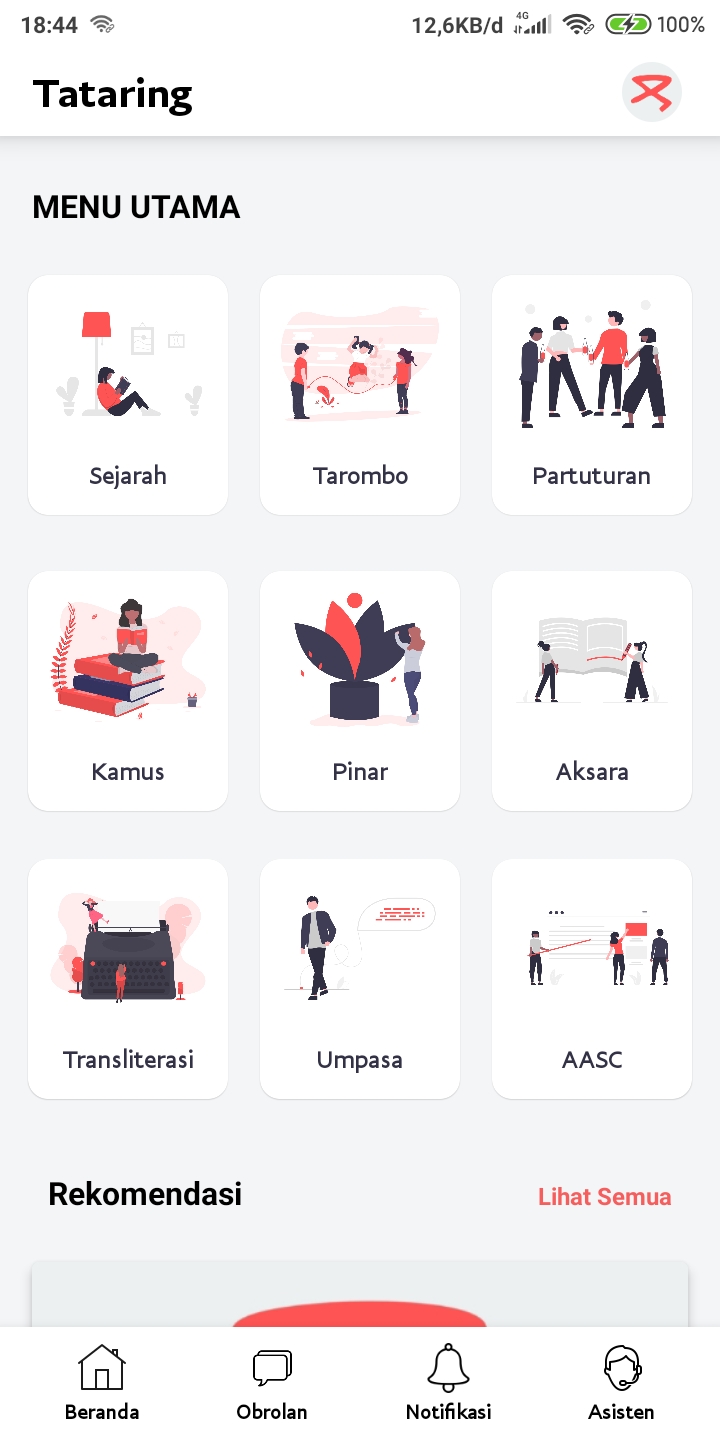 18:44 12,6KB/d 4G 100%
Tataring
MENU UTAMA
Sejarah Tarombo Partuturan
Kamus Pinar Aksara
Transliterasi Umpasa AASC
Rekomendasi Lihat Semua
Beranda Obrolan Notifikasi Asisten